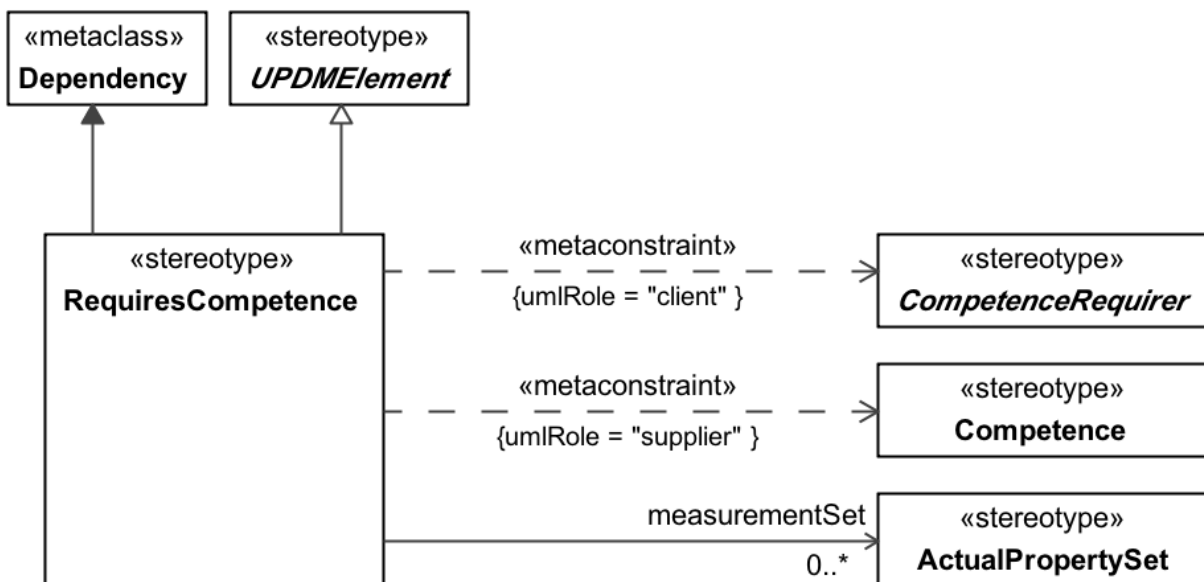 «metaclass»
Dependency
«stereotype»
UPDMElement
«stereotype»
RequiresCompetence
«metaconstraint»
{umlRole = "client" }
«stereotype»
CompetenceRequirer
«metaconstraint»
{umlRole = "supplier" }
«stereotype»
Competence
measurementSet
0..*
«stereotype»
ActualPropertySet